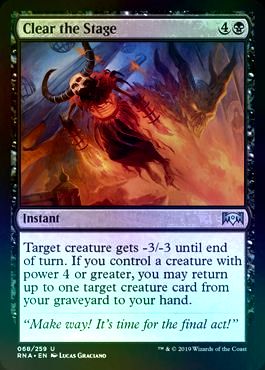 Clear the Stage 4
Instant
Target creature gets -3/-3 until end
of turn. If you control a creature with
power 4 or greater, you may return
up to one target creature card from
your graveyard to your hand.
“Make way! It’s time for the final act!”
068/259 U
RNA • EN Lucas Graciano ™ & © 2019 Wizards of the Coast